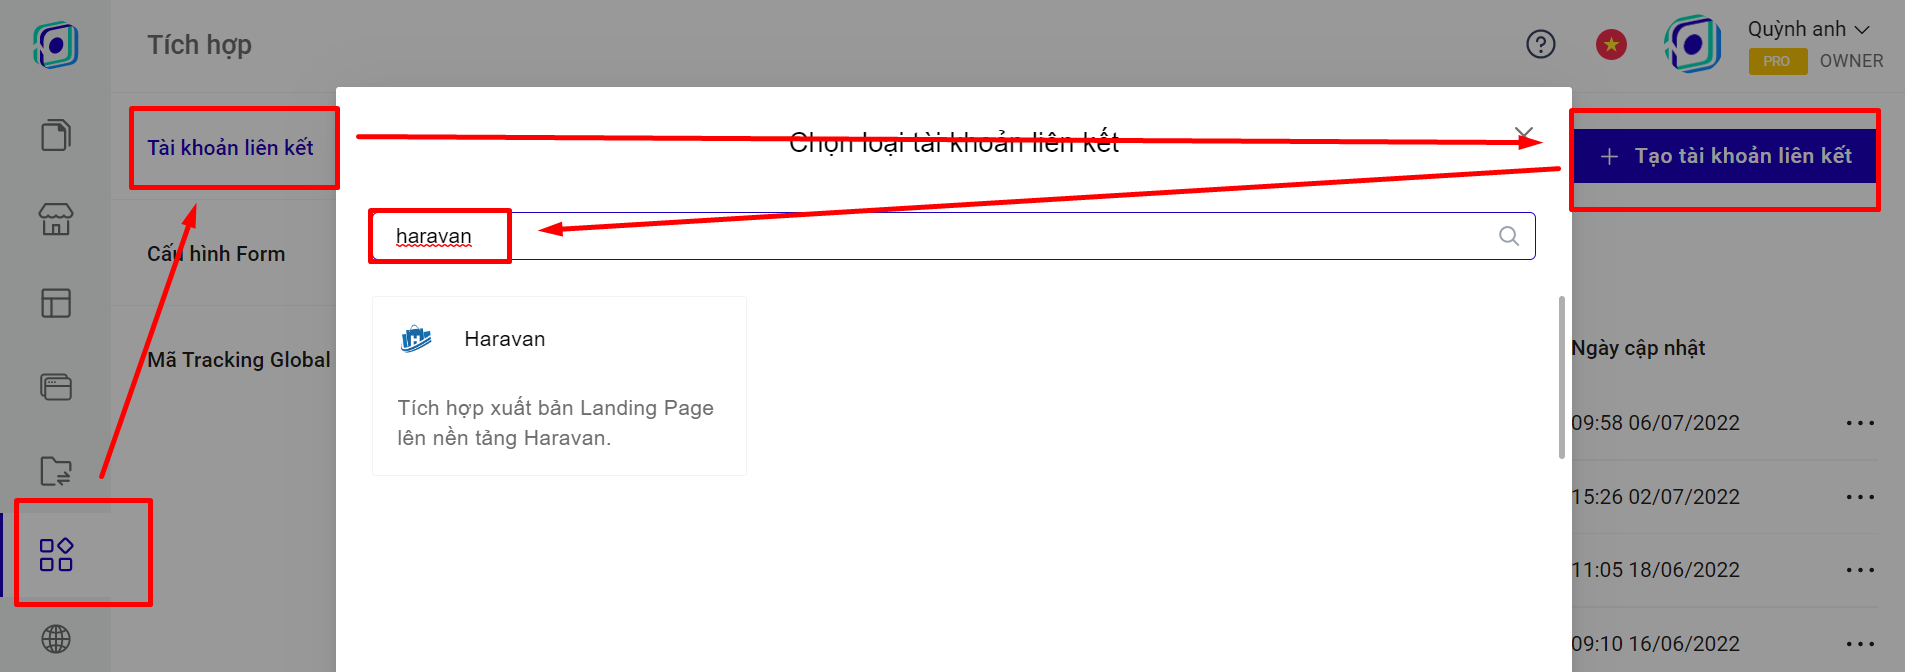 Tích hợp
Quỳnh anh
PRO OWNER
Tài khoản liên kết
Cấu hình Form
Mã Tracking Global
Chọn loại tài khoản liên kết
haravan
Haravan
Tích hợp xuất bản Landing Page
lên nền tảng Haravan.
+ Tạo tài khoản liên kết
Ngày cập nhật
09:58 06/07/2022
15:26 02/07/2022
11:05 18/06/2022
09:10 16/06/2022